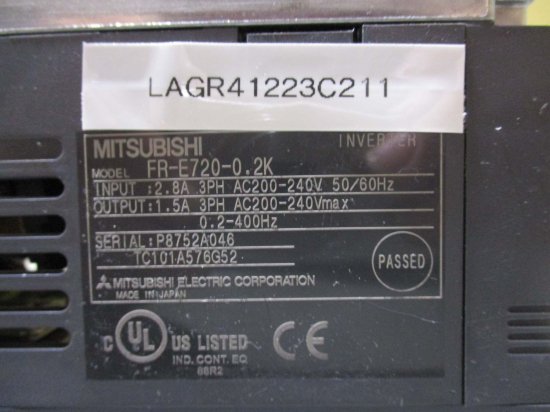 LAGR41223C211
MITSUBISHI INVERTER
MODEL FR-E720-0.2K
INPUT :2.8A 3PH AC200-240V 50/60Hz
OUTPUT:1.5A 3PH AC200-240Vmax
0.2-400Hz
SERIAL:P8752A046
TC101A576G52
PASSED
MITSUBISHI ELECTRIC CORPORATION
MADE IN JAPAN
C UL US LISTED CE
IND. CONT. EQ
66R2